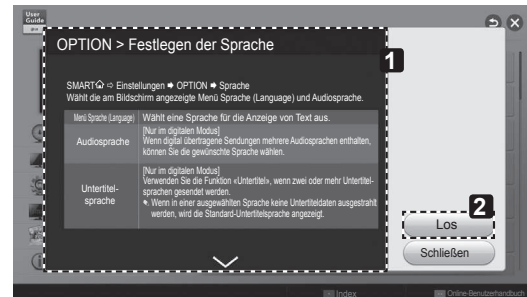 User
Guide
OPTION > Festlegen der Sprache
1
SMART ⇨ Einstellungen ➡ OPTION ➡ Sprache
Wählt die am Bildschirm angezeigte Menü Sprache (Language) und Audiosprache.
Menü Sprache (Language) Wählt eine Sprache für die Anzeige von Text aus.
Audiosprache
[Nur im digitalen Modus]
Wenn digital übertragene Sendungen mehrere Audiosprachen enthalten,
können Sie die gewünschte Sprache wählen.
Untertitel-
sprache
[Nur im digitalen Modus]
Verwenden Sie die Funktion «Untertitel», wenn zwei oder mehr Untertitel-
sprachen gesendet werden.
Wenn in einer ausgewählten Sprache keine Untertiteldaten ausgestrahlt
werden, wird die Standard-Untertitelsprache angezeigt.
2
Los
Schließen
Index
Online-Benutzerhandbuch